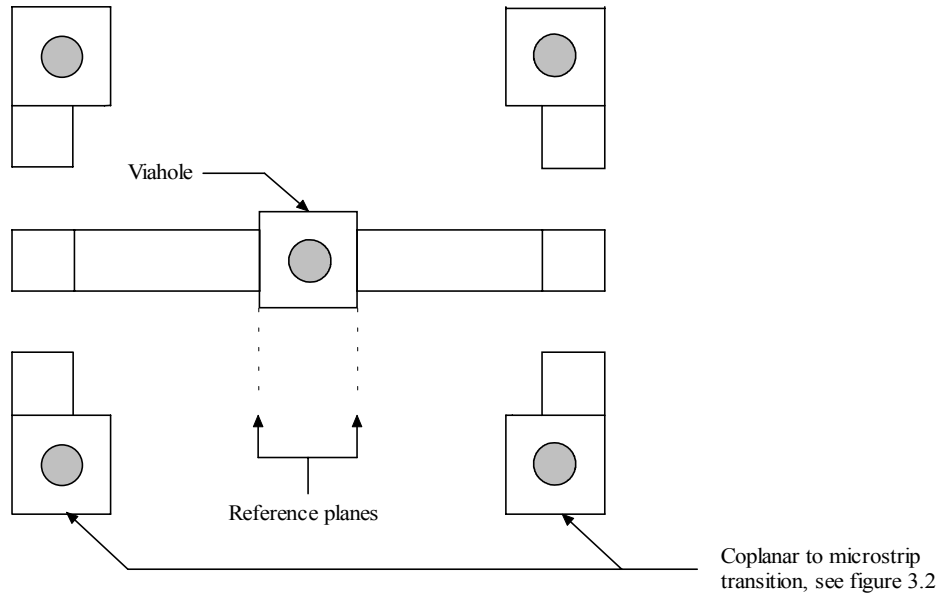 Viahole
Reference planes
Coplanar to microstrip
transition, see figure 3.2